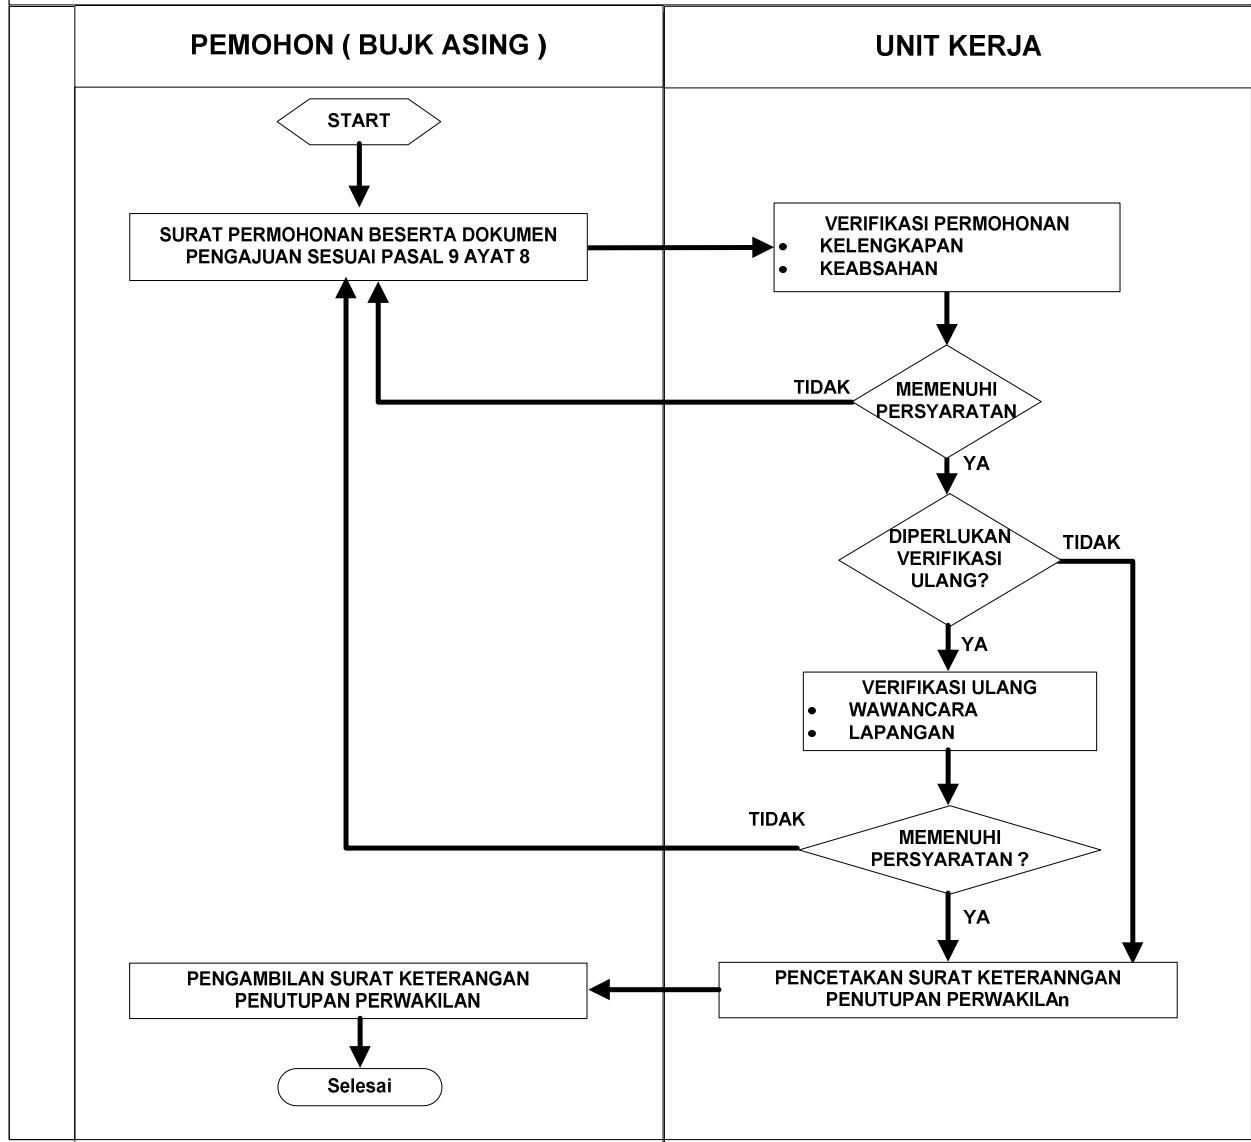 PEMOHON ( BUJK ASING )
UNIT KERJA
START
SURAT PERMOHONAN BESERTA DOKUMEN
PENGAJUAN SESUAI PASAL 9 AYAT 8
VERIFIKASI PERMOHONAN
• KELENGKAPAN
• KEABSAHAN
TIDAK
MEMENUHI
PERSYARATAN
YA
DIPERLUKAN
VERIFIKASI
ULANG?
TIDAK
YA
VERIFIKASI ULANG
• WAWANCARA
• LAPANGAN
TIDAK
MEMENUHI
PERSYARATAN ?
YA
PENCETAKAN SURAT KETERANNGAN
PENUTUPAN PERWAKILAn
PENGAMBILAN SURAT KETERANGAN
PENUTUPAN PERWAKILAN
Selesai